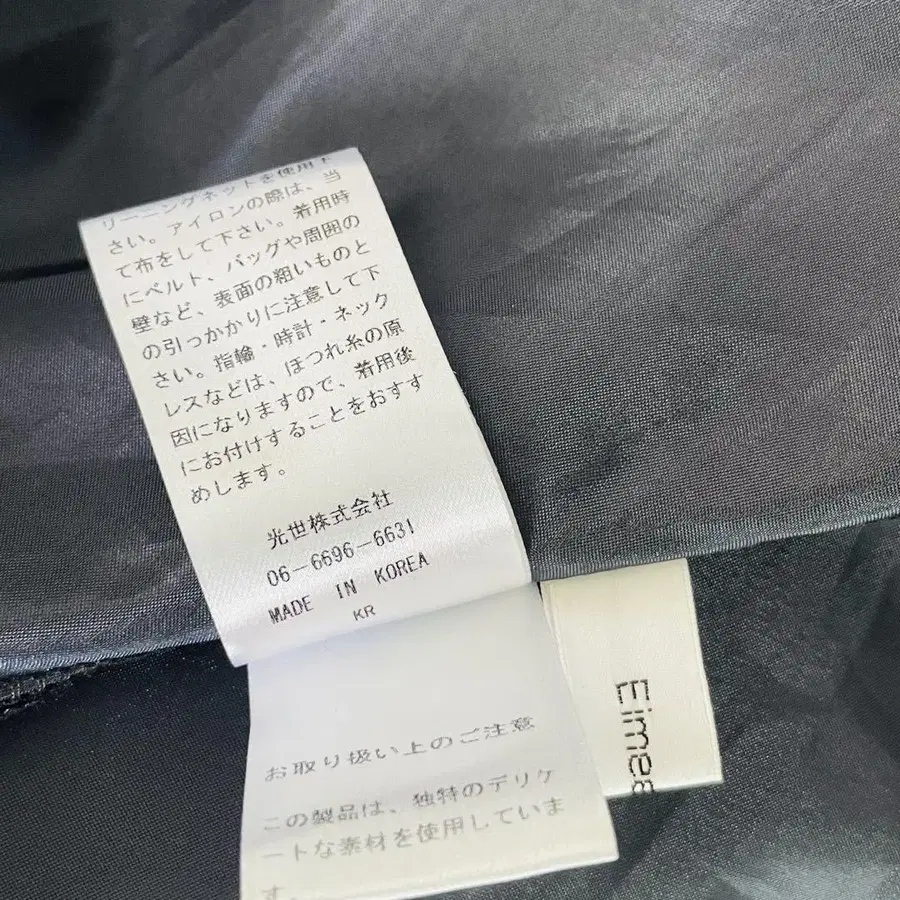 リーニングネットを使用下
さい。アイロンの際は、当
て布をして下さい。着用時
にベルト、バッグや周囲の
壁など、表面の粗いものと
の引っかかりに注意して下
さい。指輪・時計・ネック
レスなどは、ほつれ糸の原
因になりますので、着用後
にお付けすることをおすす
めします。
光世株式会社
06-6696-6631
MADE IN KOREA
KR
お取り扱い上のご注意
この製品は、独特のデリケ
ートな素材を使用していま
す。
Eimea